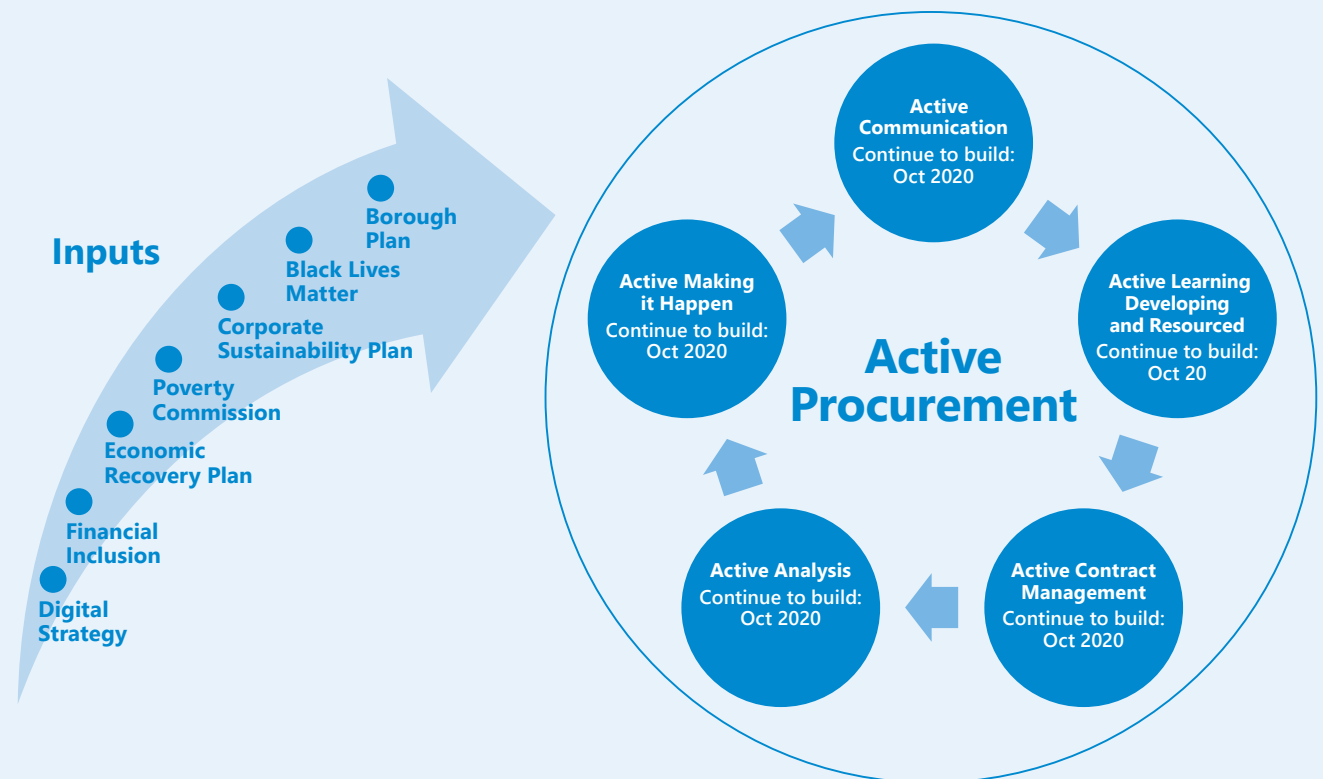 Inputs
Borough
Plan
Black Lives
Matter
Corporate
Sustainability Plan
Poverty
Commission
Economic
Recovery Plan
Financial
Inclusion
Digital
Strategy
Active
Procurement
Active
Communication
Continue to build:
Oct 2020
Active Learning
Developing
and Resourced
Continue to build:
Oct 20
Active Contract
Management
Continue to build:
Oct 2020
Active Analysis
Continue to build:
Oct 2020
Active Making
it Happen
Continue to build:
Oct 2020